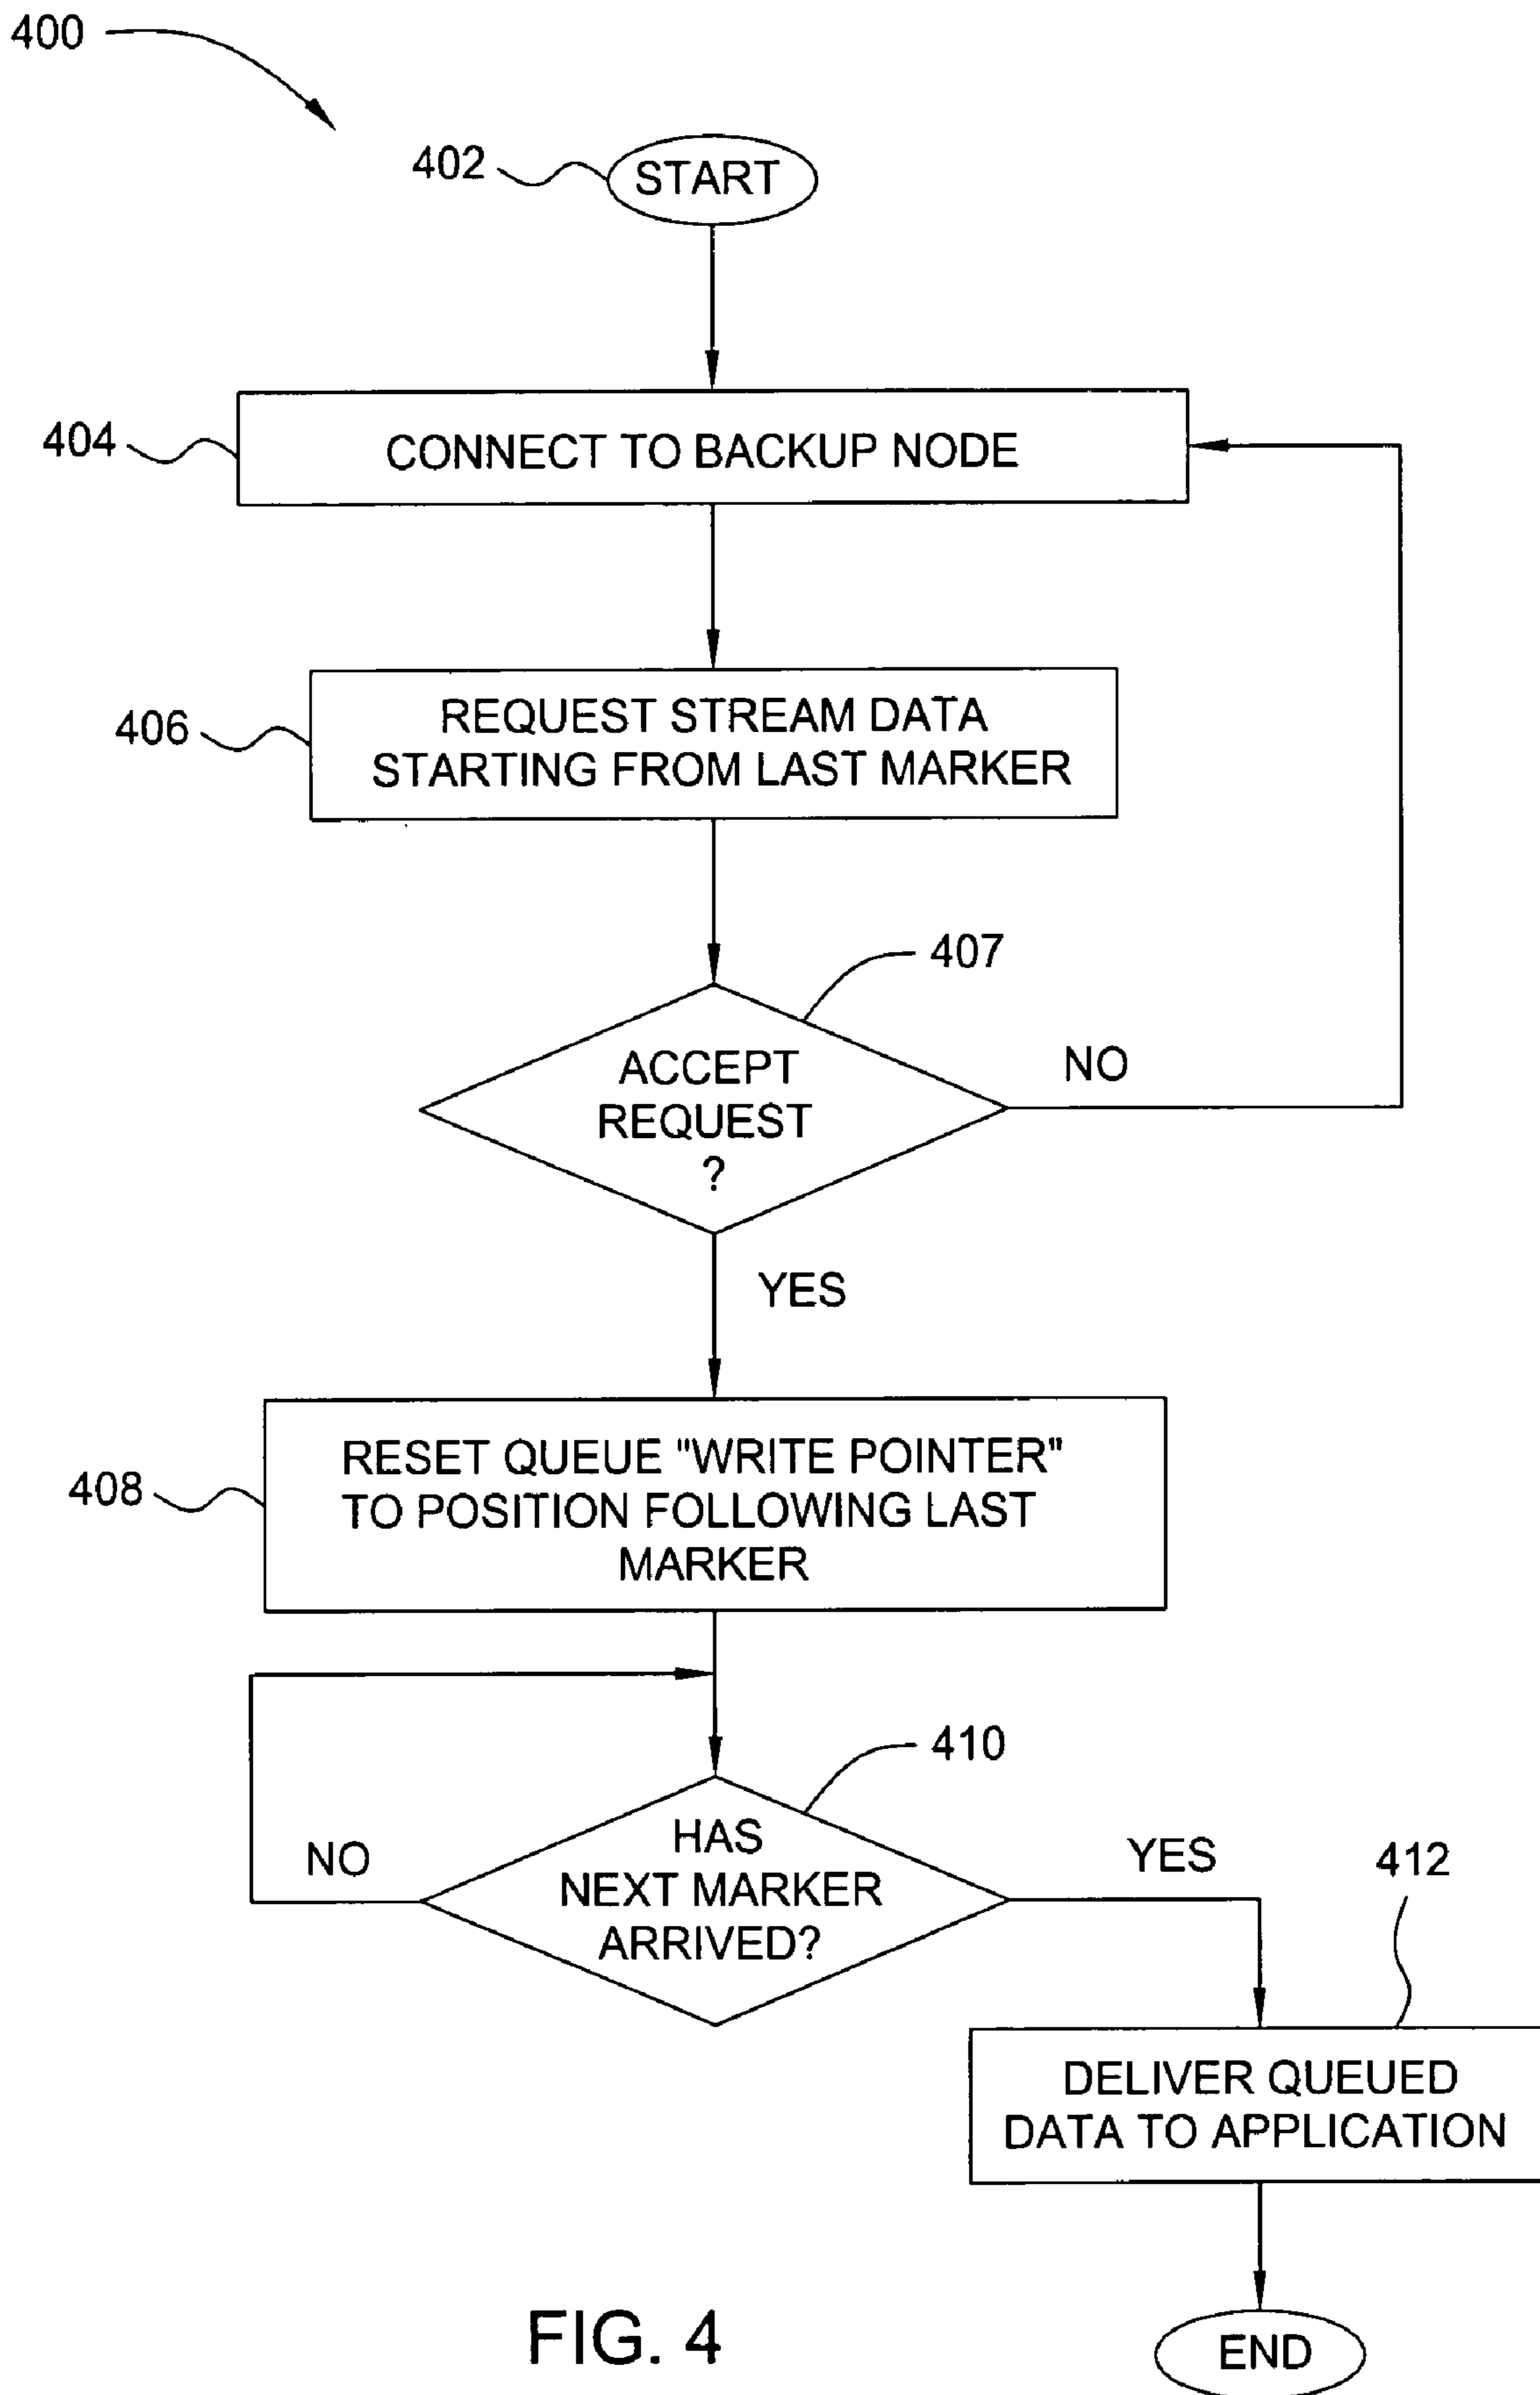 400
402
START
404
CONNECT TO BACKUP NODE
406
REQUEST STREAM DATA
STARTING FROM LAST MARKER
407
ACCEPT
REQUEST
?
NO
YES
408
RESET QUEUE "WRITE POINTER"
TO POSITION FOLLOWING LAST
MARKER
410
HAS
NEXT MARKER
ARRIVED?
NO
YES
412
DELIVER QUEUED
DATA TO APPLICATION
END
FIG. 4